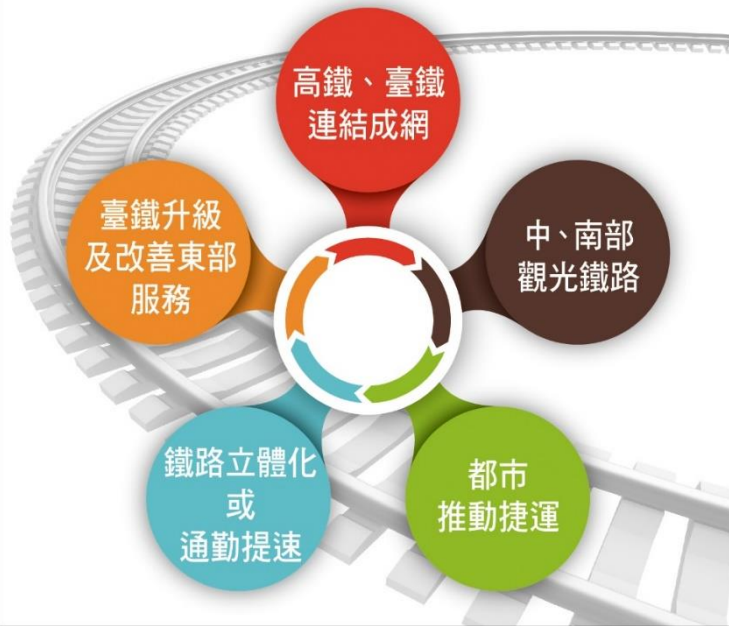 高鐵、臺鐵
連結成網
臺鐵升級
及改善東部
服務
中、南部
觀光鐵路
鐵路立體化
或
通勤提速
都市
推動捷運